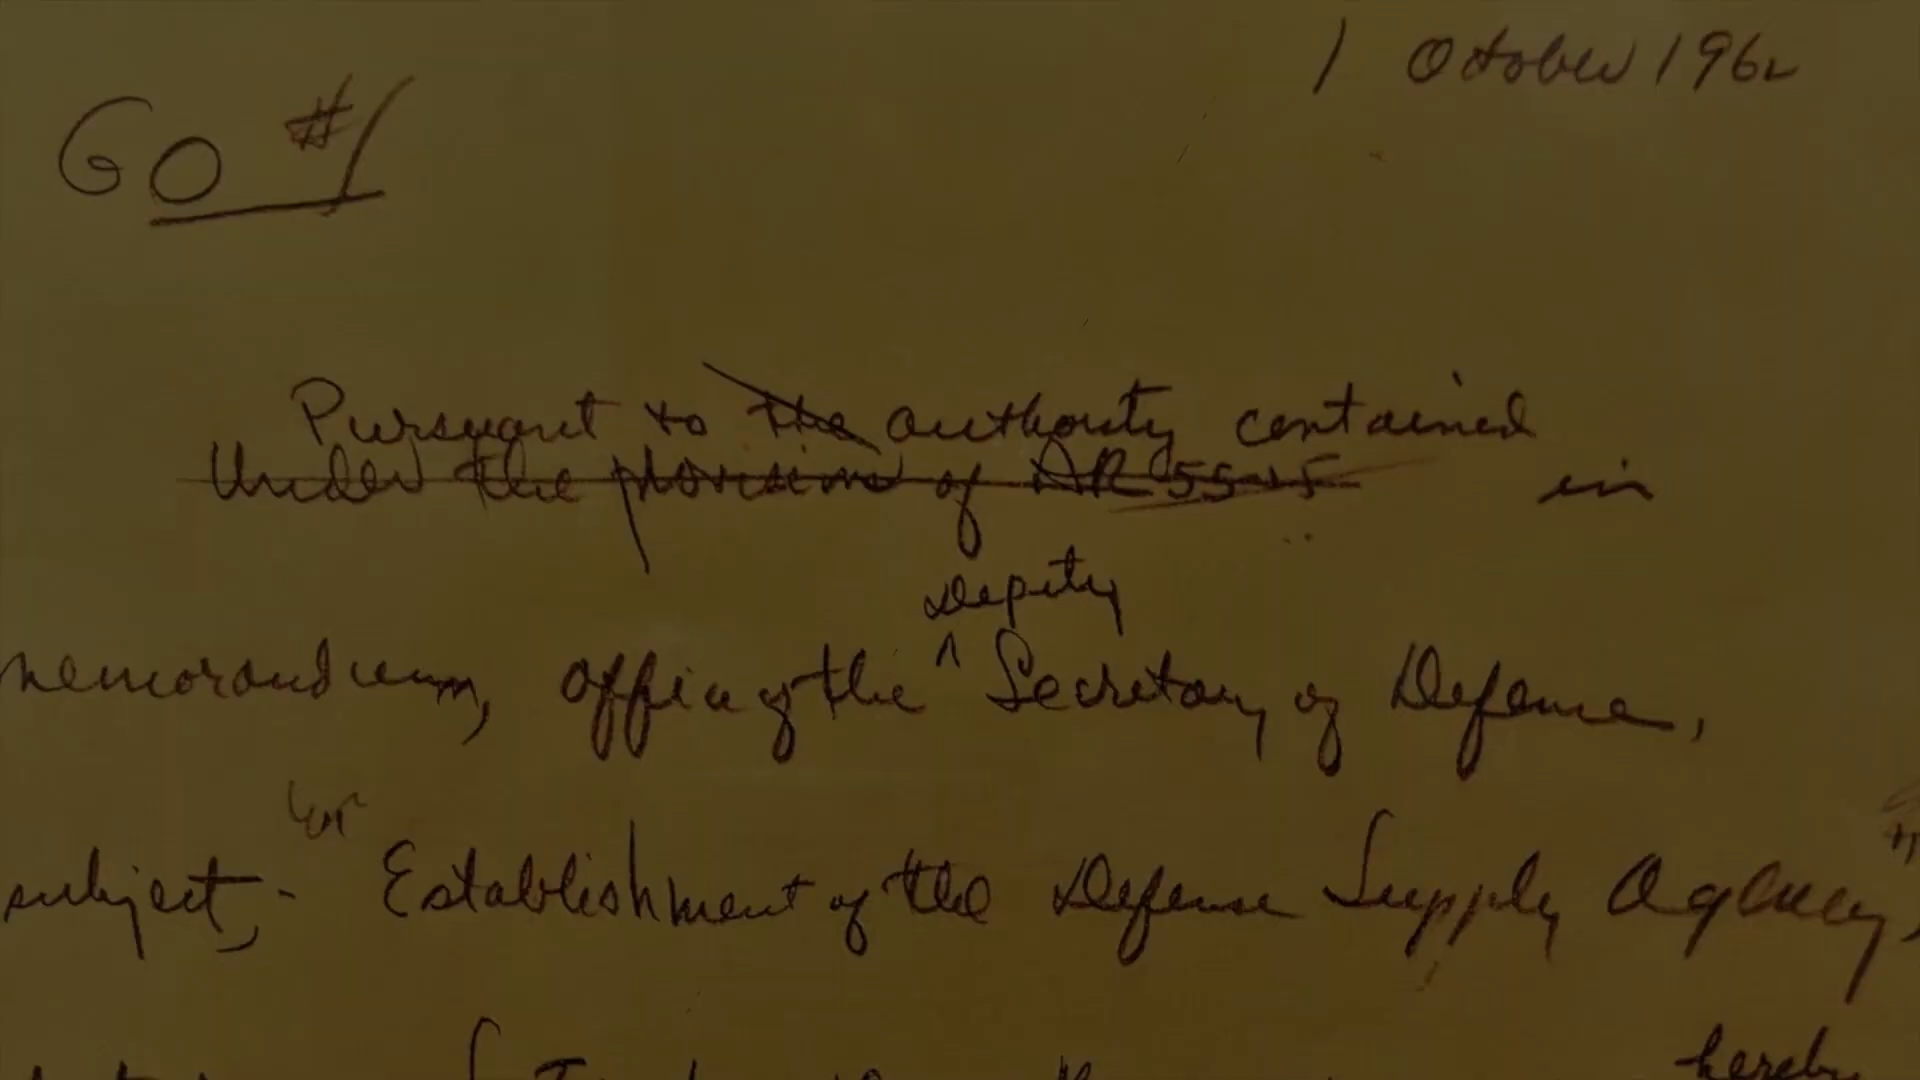 1 October 1962
GO #1
Pursuant to the authority contained
Under the provisions of AR 55-5 in
Deputy
memorandum, Office of the ^ Secretary of Defense,
subject, - Establishment of the Defense Supply Agency",
hereby